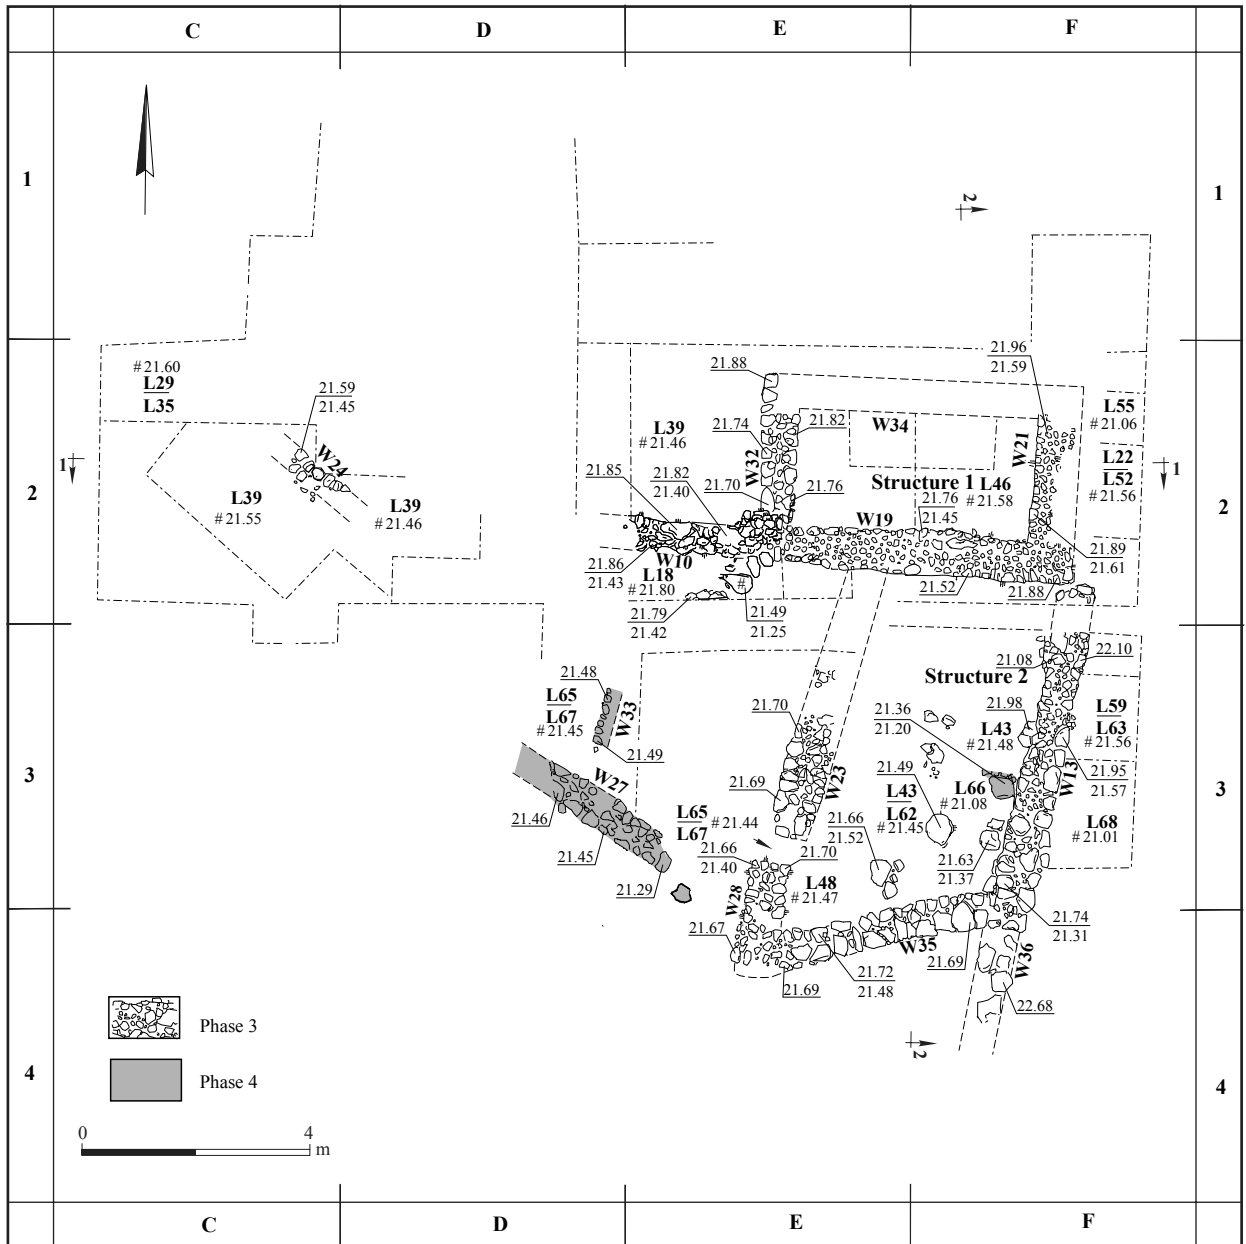 C D E F
1
1
2
2
21.96
21.59
# 21.60
L29
L35
21.59
21.45
21.88
L55
# 21.06
21.74
L39
# 21.46
W32
21.82
W34
W21
L22
L52
# 21.56
1
1
W24
L39
# 21.55
L39
# 21.46
21.85
21.82
21.40
21.70
21.76
Structure 1
L46
# 21.58
21.76
21.45
W19
2
2
21.86
21.43
W10
L18
# 21.80
#
21.52
21.88
21.89
21.61
21.79
21.42
21.49
21.25
21.48
L65
L67
# 21.45
W33
21.49
21.08
22.10
Structure 2
21.98
L43
# 21.48
L59
L63
# 21.56
21.70
21.36
21.20
3
3
W27
21.46
21.45
21.29
21.69
W23
21.49
L43
L62
# 21.45
L66
# 21.08
W13
21.95
21.57
L68
# 21.01
L65
L67
# 21.44
21.66
21.52
21.63
21.37
21.66
21.40
21.70
L48
# 21.47
W28
21.67
21.69
21.72
21.48
W35
21.69
21.74
21.31
W36
22.68
Phase 3
Phase 4
4
4
0 4
m
C D E F